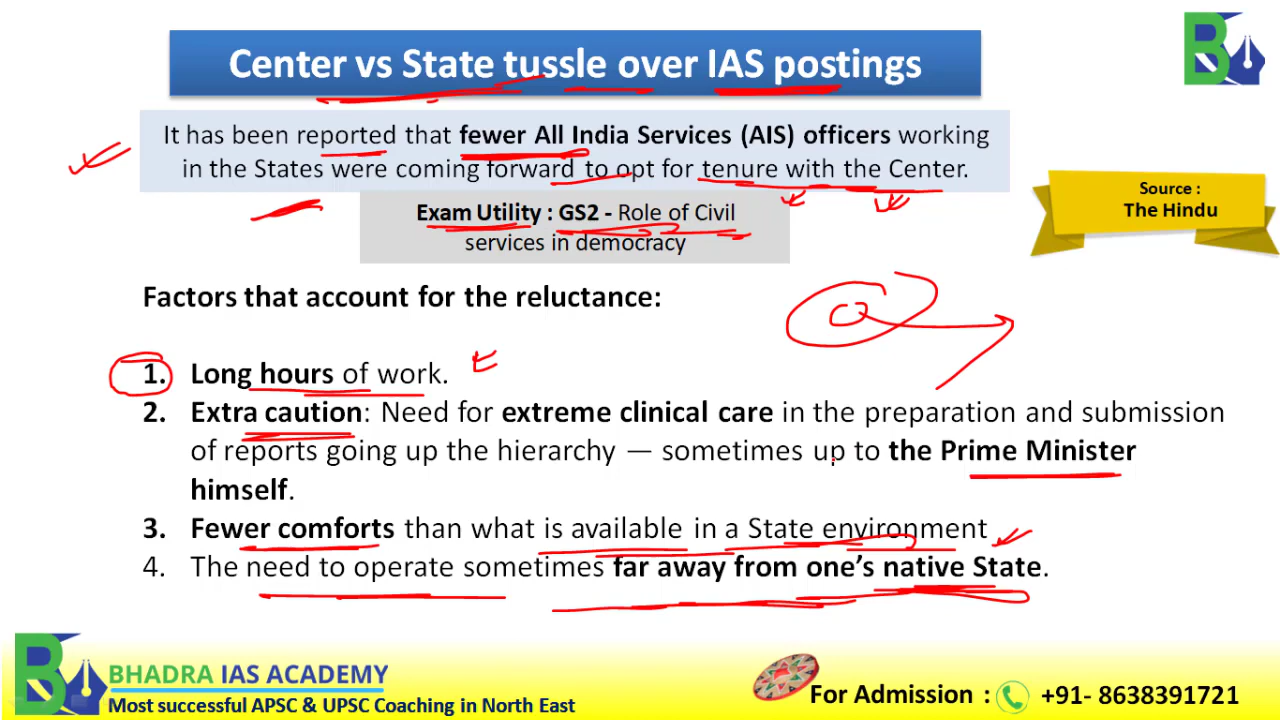 Center vs State tussle over IAS postings
It has been reported that fewer All India Services (AIS) officers working
in the States were coming forward to opt for tenure with the Center.
Source :
The Hindu
Exam Utility : GS2 - Role of Civil
services in democracy
Factors that account for the reluctance:
1. Long hours of work.
2. Extra caution: Need for extreme clinical care in the preparation and submission
of reports going up the hierarchy — sometimes up to the Prime Minister
himself.
3. Fewer comforts than what is available in a State environment
4. The need to operate sometimes far away from one's native State.
BHADRA IAS ACADEMY
Most successful APSC & UPSC Coaching in North East
For Admission : +91- 8638391721